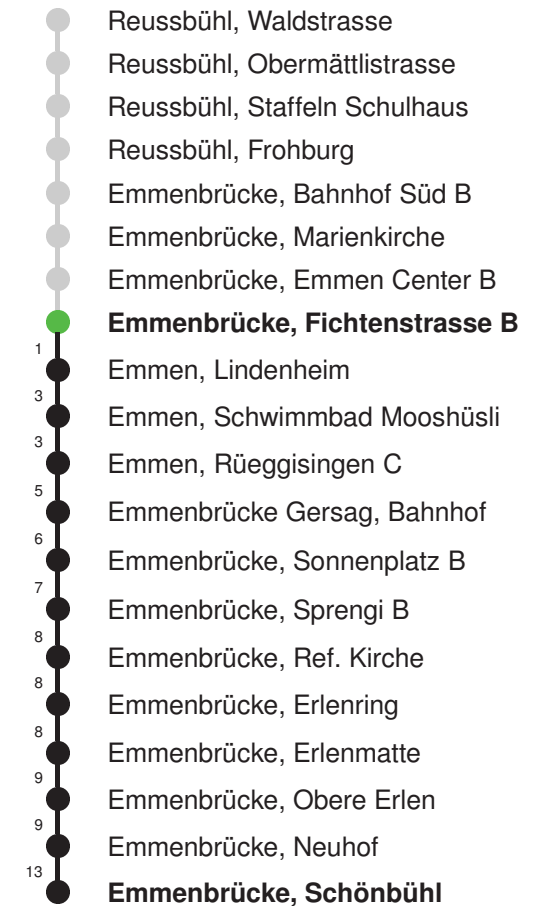 Reussbühl, Waldstrasse
Reussbühl, Obermättlistrasse
Reussbühl, Staffeln Schulhaus
Reussbühl, Frohburg
Emmenbrücke, Bahnhof Süd B
Emmenbrücke, Marienkirche
Emmenbrücke, Emmen Center B
Emmenbrücke, Fichtenstrasse B
1
Emmen, Lindenheim
3
Emmen, Schwimmbad Mooshüsli
3
Emmen, Rüeggisingen C
5
Emmenbrücke Gersag, Bahnhof
6
Emmenbrücke, Sonnenplatz B
7
Emmenbrücke, Sprengi B
8
Emmenbrücke, Ref. Kirche
8
Emmenbrücke, Erlenring
8
Emmenbrücke, Erlenmatte
9
Emmenbrücke, Obere Erlen
9
Emmenbrücke, Neuhof
13
Emmenbrücke, Schönbühl